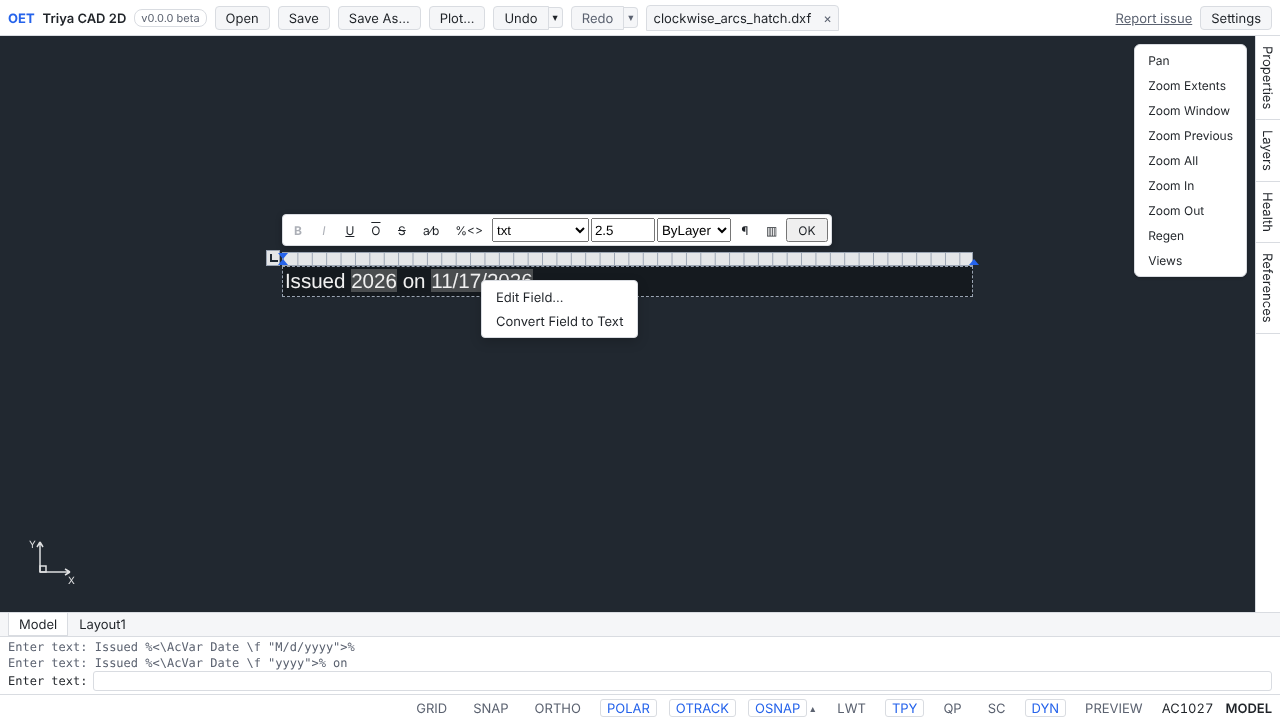 OET Triya CAD 2D v0.0.0 beta Open Save Save As... Plot... Undo ▾ Redo ▾ clockwise_arcs_hatch.dxf × Report issue Settings
Pan
Zoom Extents
Zoom Window
Zoom Previous
Zoom All
Zoom In
Zoom Out
Regen
Views
Properties
Layers
Health
References
B I U O S a/b %<> txt 2.5 ByLayer ¶ ▥ OK
Issued 2026 on 11/17/2026
Edit Field...
Convert Field to Text
Y
X
Model Layout1
Enter text: Issued %<\AcVar Date \f "M/d/yyyy">%
Enter text: Issued %<\AcVar Date \f "yyyy">% on
Enter text:
GRID SNAP ORTHO POLAR OTRACK OSNAP ▴ LWT TPY QP SC DYN PREVIEW AC1027 MODEL